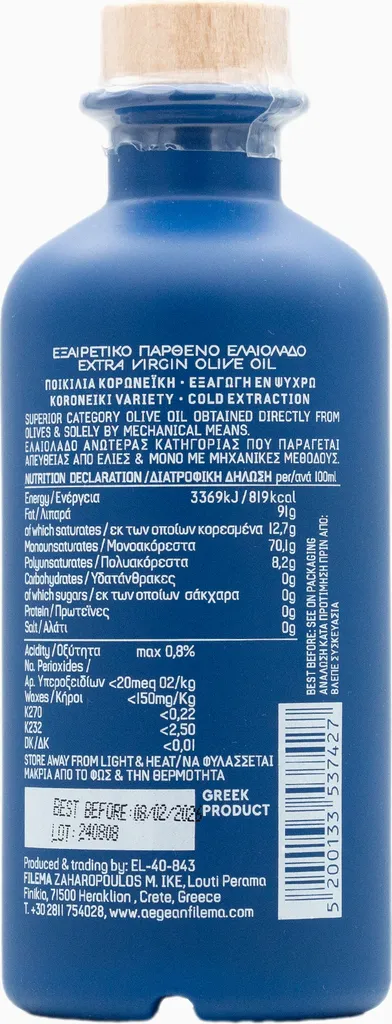 ΕΞΑΙΡΕΤΙΚΟ ΠΑΡΘΕΝΟ ΕΛΑΙΟΛΑΔΟ
EXTRA VIRGIN OLIVE OIL
ΠΟΙΚΙΛΙΑ ΚΟΡΩΝΕΪΚΗ · ΕΞΑΓΩΓΗ ΕΝ ΨΥΧΡΩ
KORONEIKI VARIETY · COLD EXTRACTION
SUPERIOR CATEGORY OLIVE OIL OBTAINED DIRECTLY FROM
OLIVES & SOLELY BY MECHANICAL MEANS.
ΕΛΑΙΟΛΑΔΟ ΑΝΩΤΕΡΑΣ ΚΑΤΗΓΟΡΙΑΣ ΠΟΥ ΠΑΡΑΓΕΤΑΙ
ΑΠΕΥΘΕΙΑΣ ΑΠΟ ΕΛΙΕΣ & ΜΟΝΟ ΜΕ ΜΗΧΑΝΙΚΕΣ ΜΕΘΟΔΟΥΣ.
NUTRITION DECLARATION/ΔΙΑΤΡΟΦΙΚΗ ΔΗΛΩΣΗ per/ανά 100ml
Energy/Ενέργεια 3369kJ/819kcal
Fat/Λιπαρά 91g
of which saturates/εκ των οποίων κορεσμένα 12,7g
Monounsaturates/Μονοακόρεστα 70,1g
Polyunsaturates/Πολυακόρεστα 8,2g
Carbohydrates/Υδατάνθρακες 0g
of which sugars/εκ των οποίων σάκχαρα 0g
Protein/Πρωτεΐνες 0g
Salt/Αλάτι 0g
Acidity/Οξύτητα max 0,8%
No. Perioxides/
Αρ. Υπεροξειδίων <20meq O2/kg
Waxes/Κήροι <150mg/Kg
K270 <0,22
K232 <2,50
DK/ΔΚ <0,01
STORE AWAY FROM LIGHT & HEAT/ΝΑ ΦΥΛΑΣΣΕΤΑΙ
ΜΑΚΡΙΑ ΑΠΟ ΤΟ ΦΩΣ & ΤΗΝ ΘΕΡΜΟΤΗΤΑ
BEST BEFORE: 08/02/2026
LOT: 240808
GREEK
PRODUCT
Produced & trading by: EL-40-843
FILEMA ZAHAROPOULOS M. IKE, Louti Perama
Finikia, 71500 Heraklion, Crete, Greece
T. +30 2811 754028, www.aegeanfilema.com
BEST BEFORE: SEE ON PACKAGING
ΑΝΑΛΩΣΗ ΚΑΤΑ ΠΡΟΤΙΜΗΣΗ ΠΡΙΝ ΑΠΟ:
ΒΛΕΠΕ ΣΥΣΚΕΥΑΣΙΑ
5 200133 537427